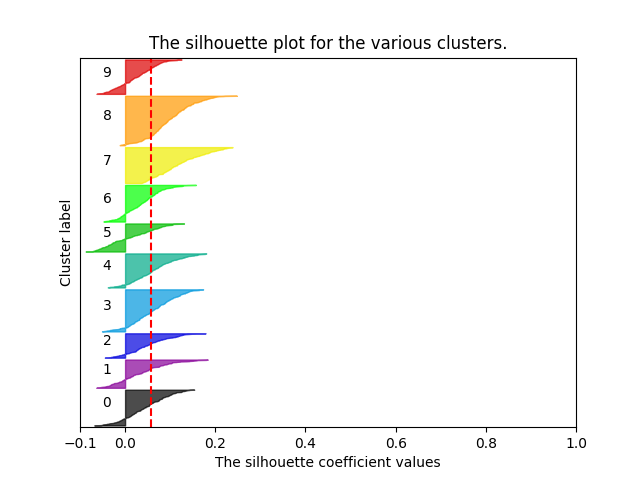 The silhouette plot for the various clusters.
Cluster label
9
8
7
6
5
4
3
2
1
0
−0.1 0.0 0.2 0.4 0.6 0.8 1.0
The silhouette coefficient values